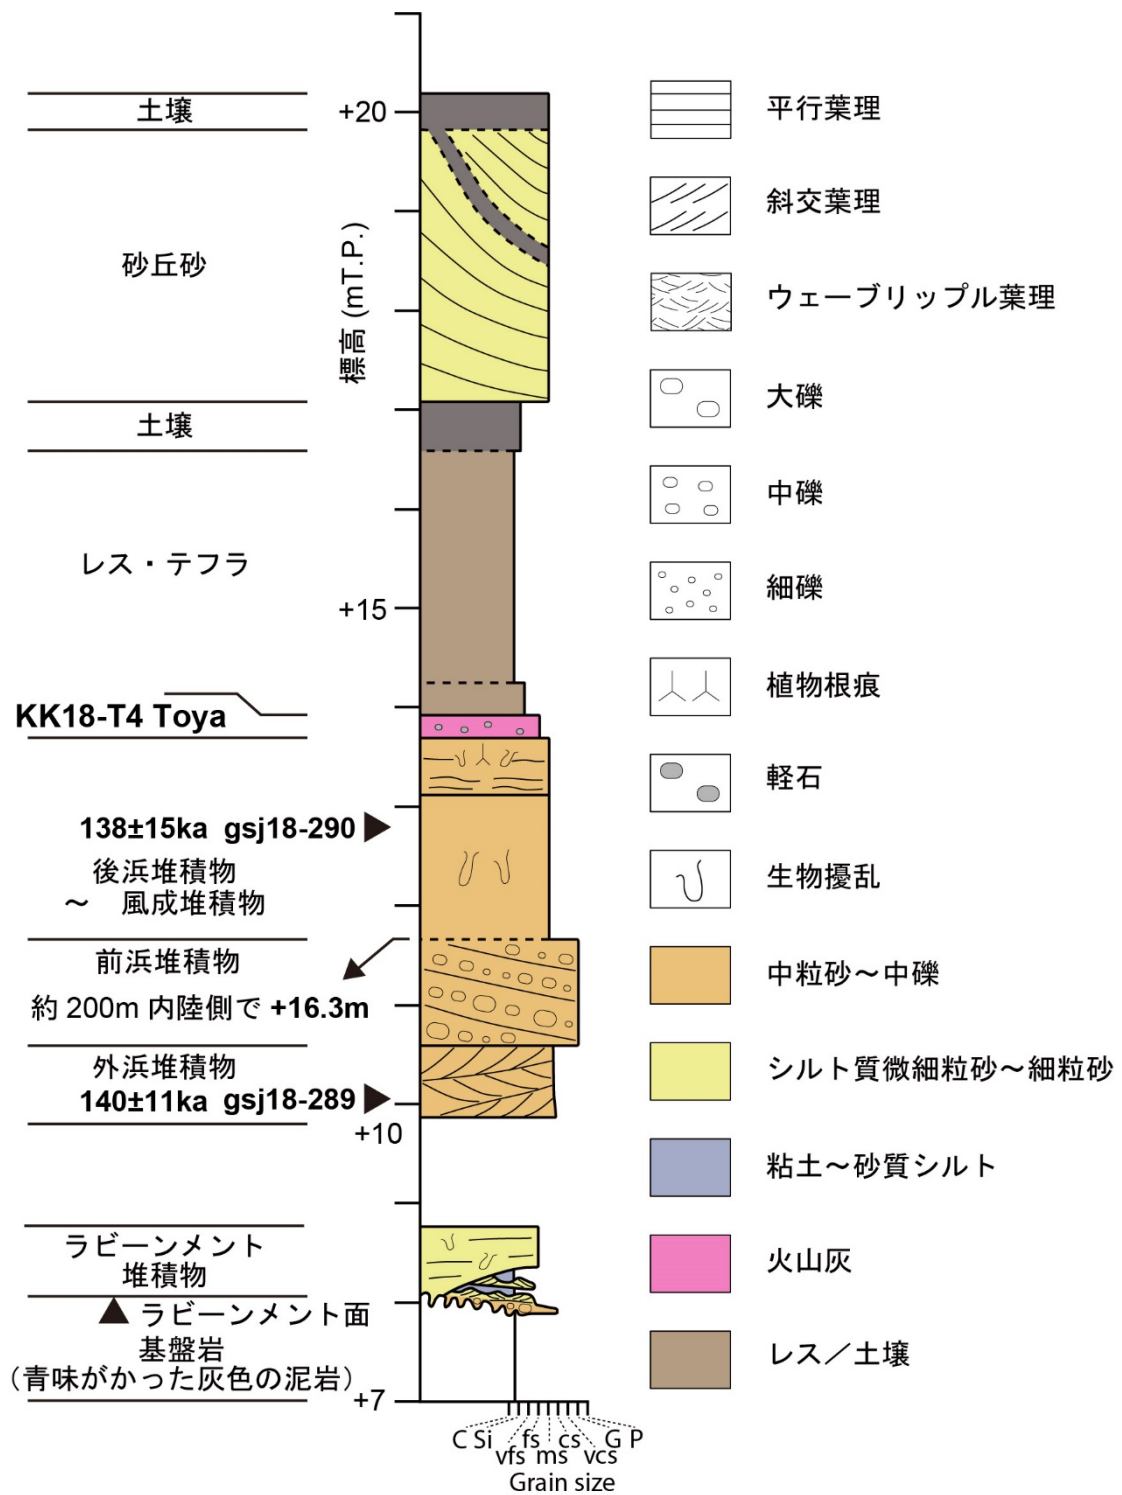 土壌
砂丘砂
土壌
レス・テフラ
KK18-T4 Toya
138±15ka gsj18-290
後浜堆積物
～ 風成堆積物
前浜堆積物
約 200m 内陸側で +16.3m
外浜堆積物
140±11ka gsj18-289
ラビーンメント
堆積物
ラビーンメント面
基盤岩
（青味がかった灰色の泥岩）
標高 (mT.P.)
+20
+15
+10
+7
C Si vfs fs ms cs vcs G P
Grain size
平行葉理
斜交葉理
ウェーブリップル葉理
大礫
中礫
細礫
植物根痕
軽石
生物擾乱
中粒砂～中礫
シルト質微細粒砂～細粒砂
粘土～砂質シルト
火山灰
レス／土壌